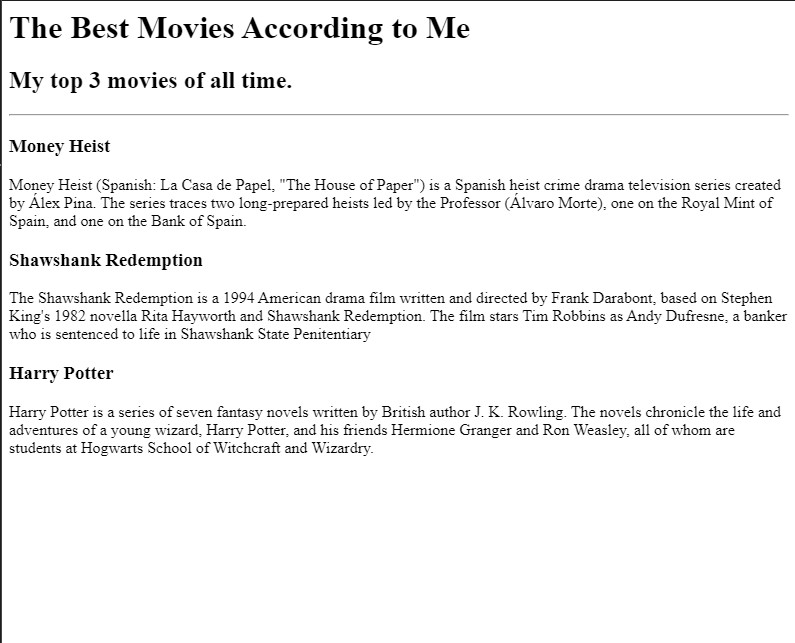 The Best Movies According to Me
My top 3 movies of all time.
Money Heist
Money Heist (Spanish: La Casa de Papel, "The House of Paper") is a Spanish heist crime drama television series created
by Álex Pina. The series traces two long-prepared heists led by the Professor (Álvaro Morte), one on the Royal Mint of
Spain, and one on the Bank of Spain.
Shawshank Redemption
The Shawshank Redemption is a 1994 American drama film written and directed by Frank Darabont, based on Stephen
King's 1982 novella Rita Hayworth and Shawshank Redemption. The film stars Tim Robbins as Andy Dufresne, a banker
who is sentenced to life in Shawshank State Penitentiary
Harry Potter
Harry Potter is a series of seven fantasy novels written by British author J. K. Rowling. The novels chronicle the life and
adventures of a young wizard, Harry Potter, and his friends Hermione Granger and Ron Weasley, all of whom are
students at Hogwarts School of Witchcraft and Wizardry.